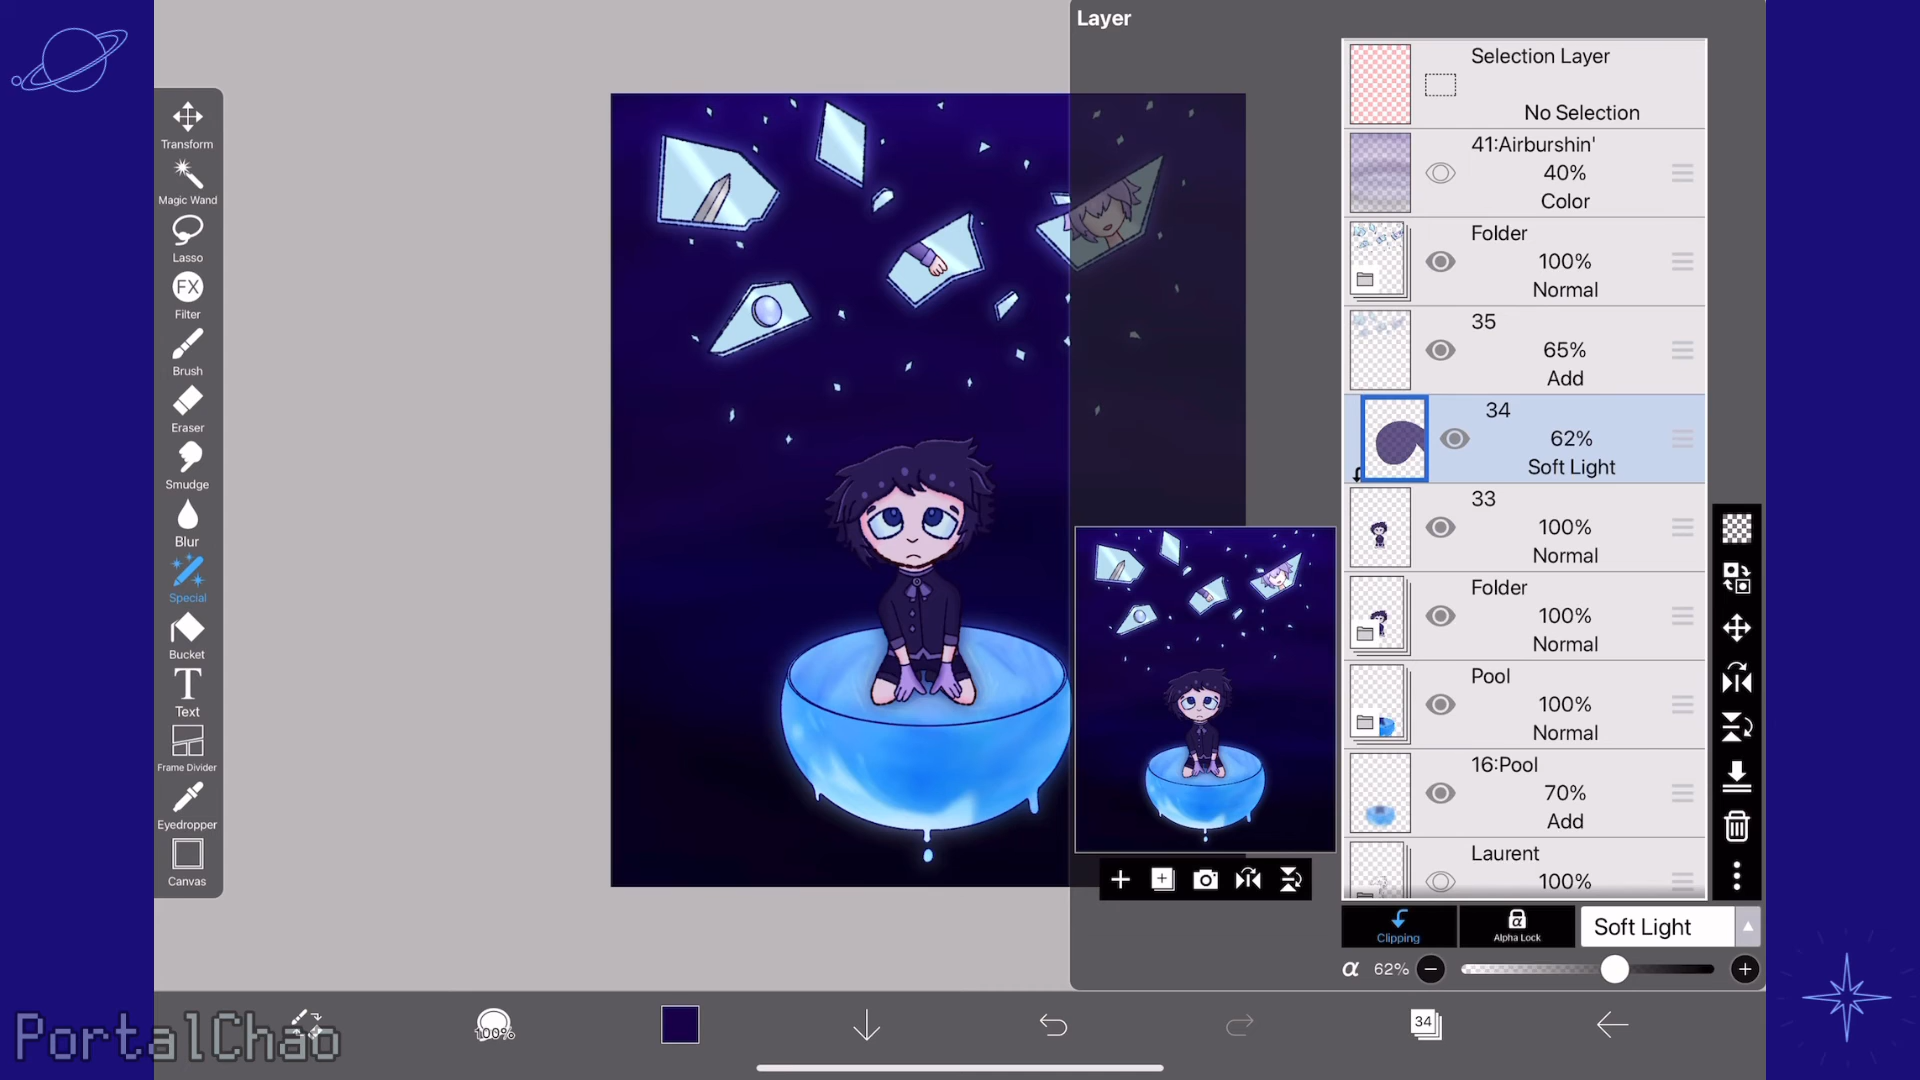 Layer
Transform
Magic Wand
Lasso
FX
Filter
Brush
Eraser
Smudge
Blur
Special
Bucket
T
Text
Frame Divider
Eyedropper
Canvas
Selection Layer
No Selection
41:Airburshin'
40%
Color
Folder
100%
Normal
35
65%
Add
34
62%
Soft Light
33
100%
Normal
Folder
100%
Normal
Pool
100%
Normal
16:Pool
70%
Add
Laurent
100%
Clipping
α
Alpha Lock
Soft Light
α 62%
100%
34
PortalChao